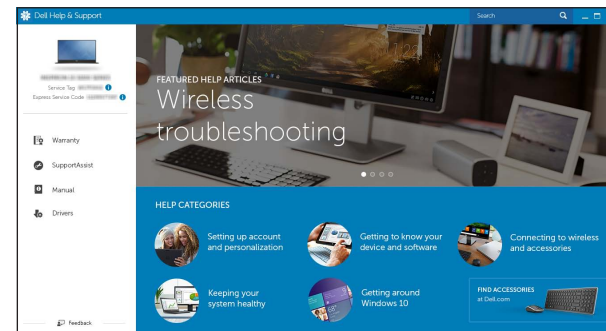 Dell Help & Support
Search
Service Tag
Express Service Code
Warranty
SupportAssist
Manual
Drivers
Feedback
FEATURED HELP ARTICLES
Wireless
troubleshooting
HELP CATEGORIES
Setting up account
and personalization
Getting to know your
device and software
Connecting to wireless
and accessories
Keeping your
system healthy
Getting around
Windows 10
FIND ACCESSORIES
at Dell.com